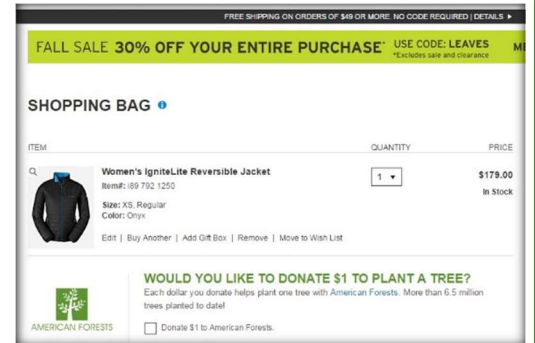 FREE SHIPPING ON ORDERS OF $49 OR MORE. NO CODE REQUIRED | DETAILS ▸
FALL SALE 30% OFF YOUR ENTIRE PURCHASE* USE CODE: LEAVES
*Excludes sale and clearance
SHOPPING BAG
ITEM QUANTITY PRICE
Women's IgniteLite Reversible Jacket 1 $179.00
Item#: I89 792 1250 In Stock
Size: XS, Regular
Color: Onyx
Edit | Buy Another | Add Gift Box | Remove | Move to Wish List
WOULD YOU LIKE TO DONATE $1 TO PLANT A TREE?
Each dollar you donate helps plant one tree with American Forests. More than 6.5 million
trees planted to date!
AMERICAN FORESTS
Donate $1 to American Forests.